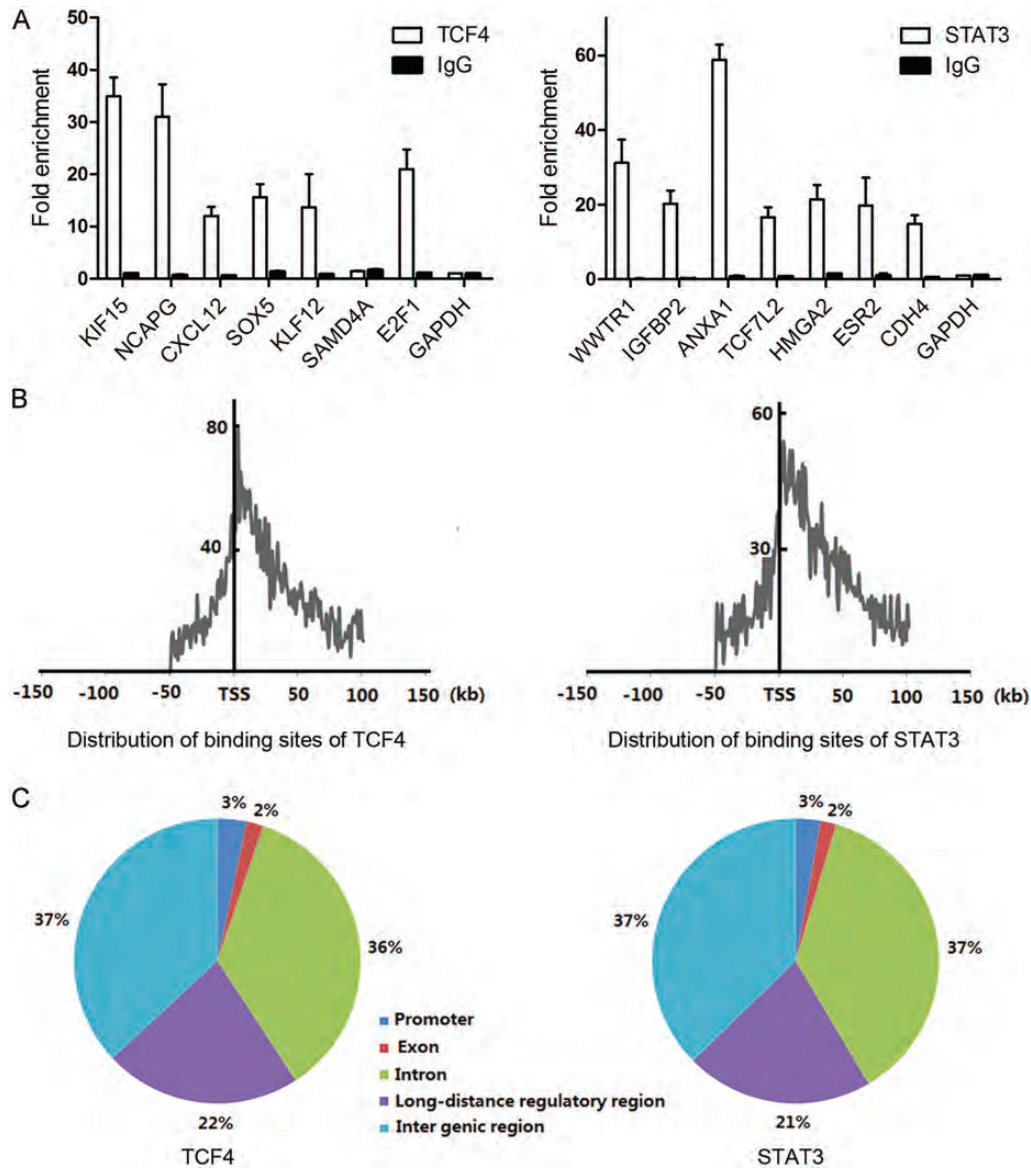 A
Fold enrichment
50
40
30
20
10
0
TCF4
IgG
KIF15
NCAPG
CXCL12
SOX5
KLF12
SAMD4A
E2F1
GAPDH
Fold enrichment
60
40
20
0
STAT3
IgG
WWTR1
IGFBP2
ANXA1
TCF7L2
HMGA2
ESR2
CDH4
GAPDH
B
80
40
-150 -100 -50 TSS 50 100 150 (kb)
Distribution of binding sites of TCF4
60
30
-150 -100 -50 TSS 50 100 150 (kb)
Distribution of binding sites of STAT3
C
3%
2%
37%
36%
22%
TCF4
Promoter
Exon
Intron
Long-distance regulatory region
Inter genic region
3%
2%
37%
37%
21%
STAT3